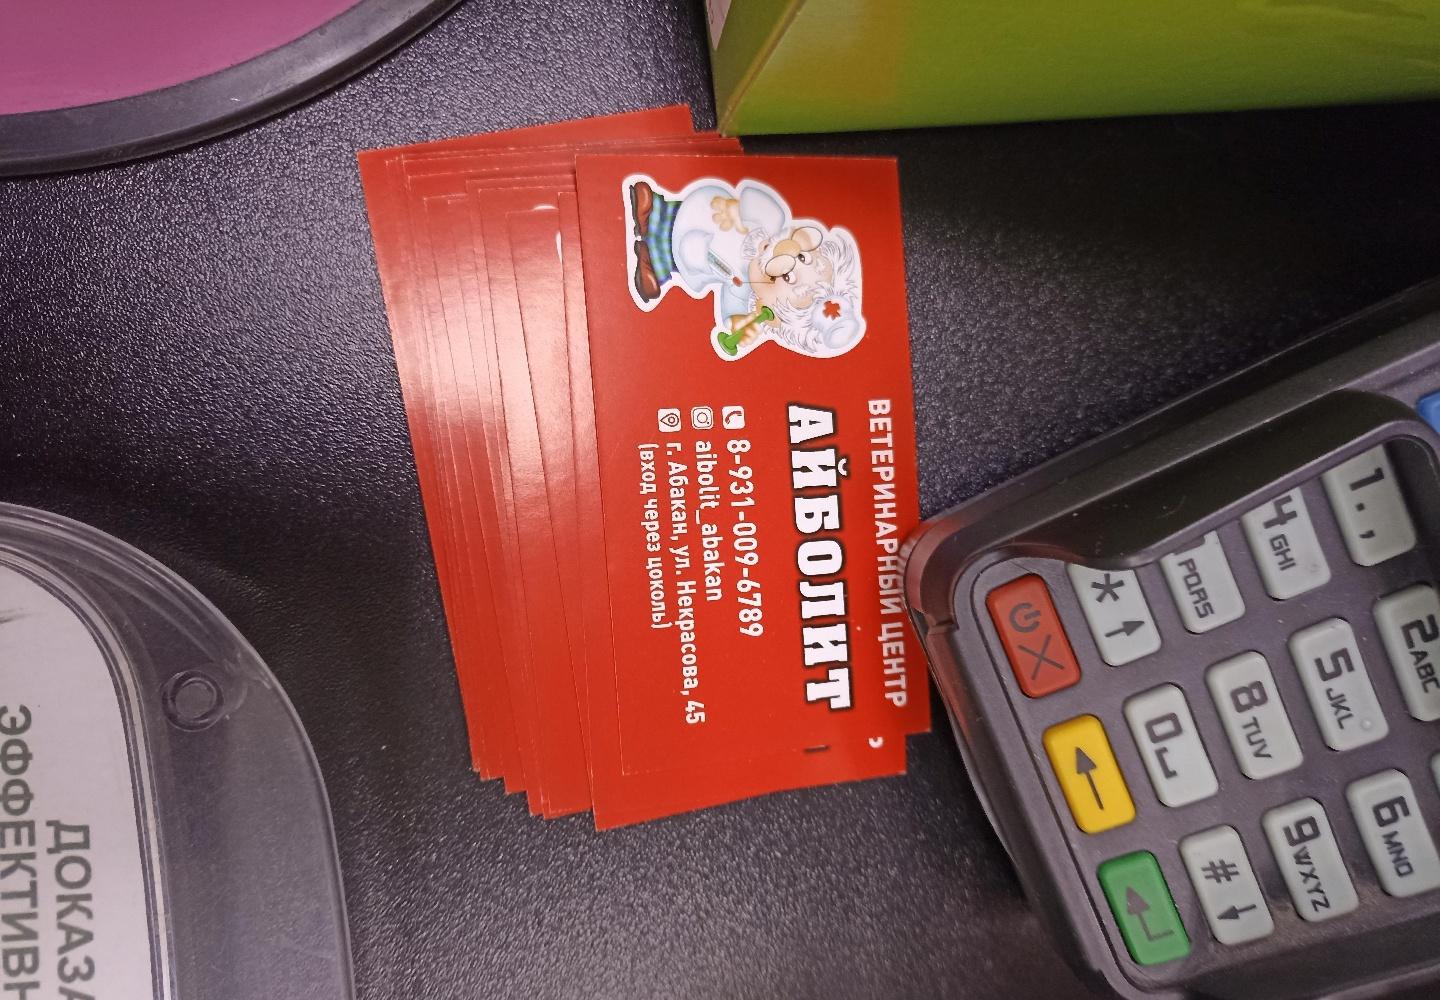 ВЕТЕРИНАРНЫЙ ЦЕНТР
АЙБОЛИТ
8-931-009-6789
aibolit_abakan
г. Абакан, ул. Некрасова, 45
(вход через цоколь)
1.,
2 ABC
4 GHI
5 JKL
6 MNO
PQRS
8 TUV
9 WXYZ
*
0
#
ДОКАЗА
ЭФФЕКТИВН